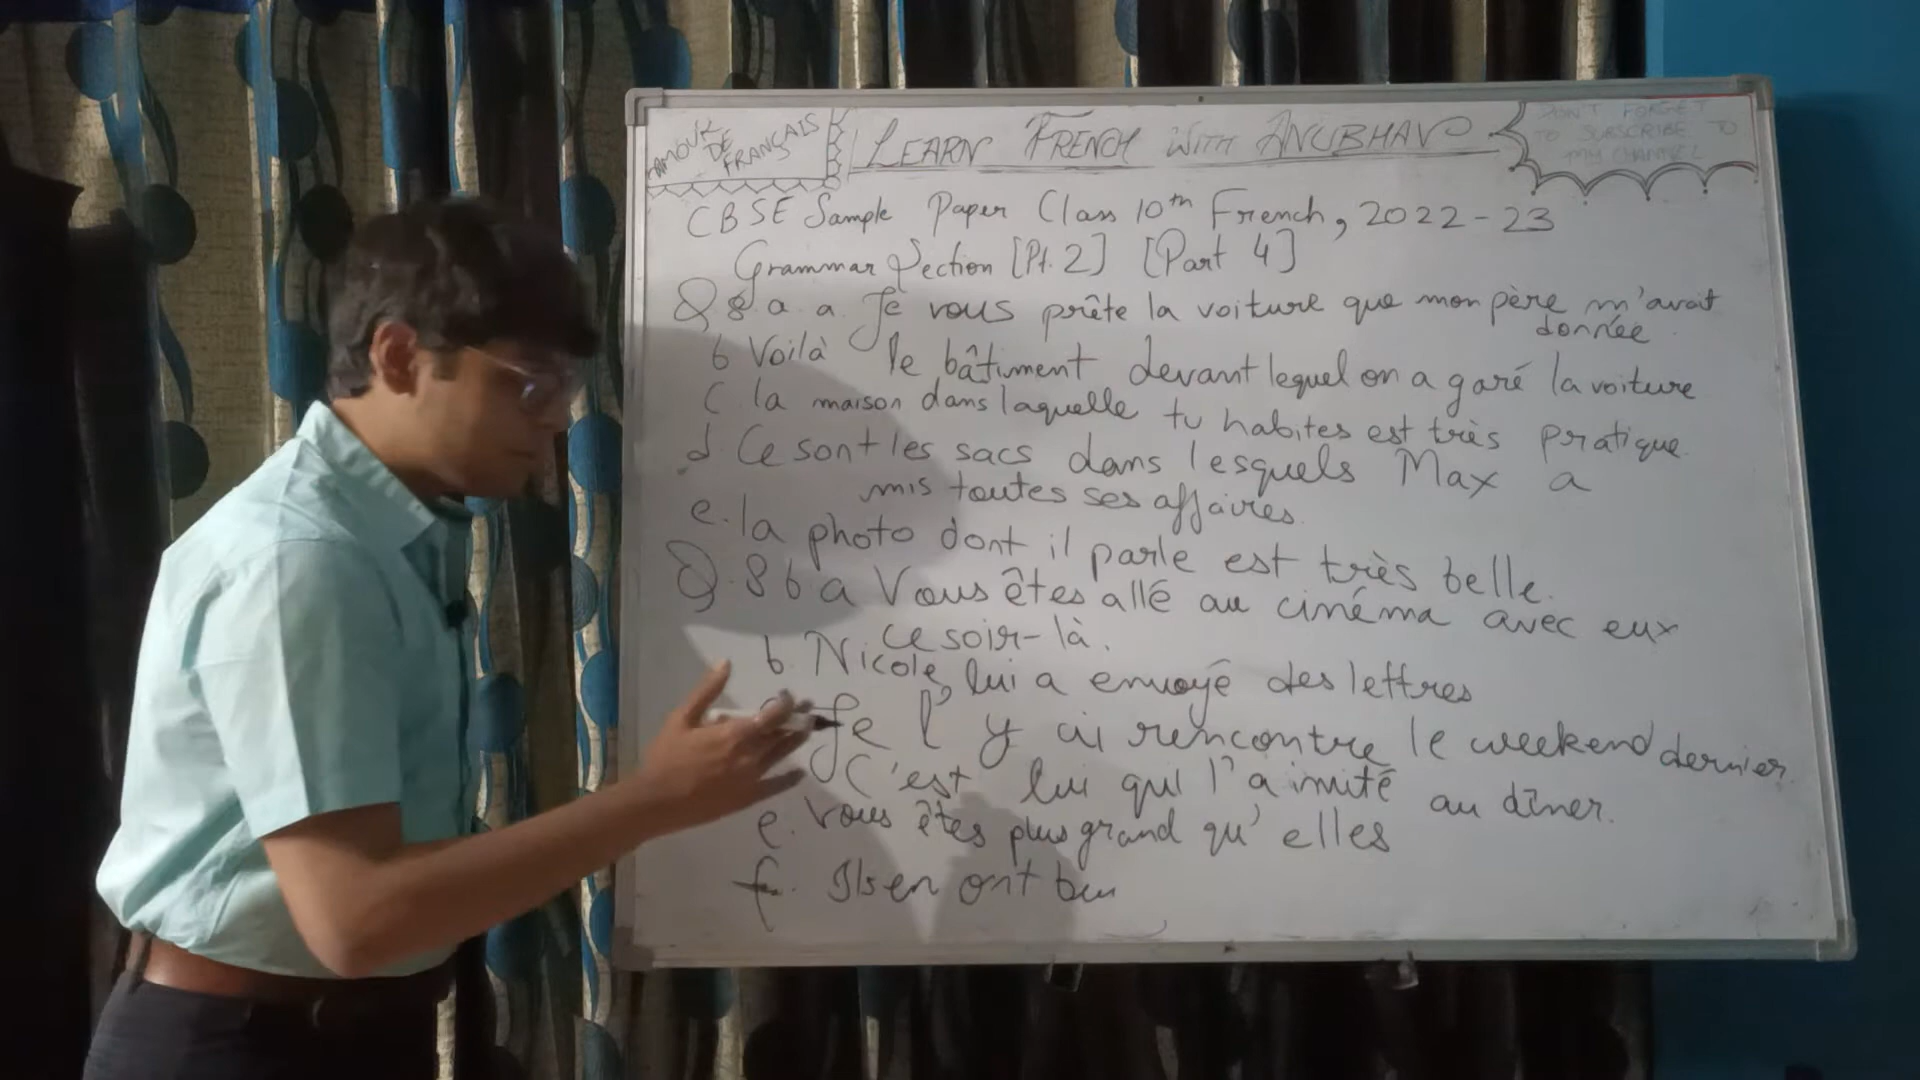 AMOUR
DE
FRANÇAIS
LEARN FRENCH WITH ANUBHAV
DON'T FORGET
TO SUBSCRIBE TO
MY CHANNEL
CBSE Sample Paper Class 10th French, 2022-23
Grammar Section [Pt. 2] [Part 4]
Q 8. a. a. Je vous prête la voiture que mon père m'avait
donnée.
b Voilà le bâtiment devant lequel on a garé la voiture
c la maison dans laquelle tu habites est très pratique.
d Ce sont les sacs dans lesquels Max a
mis toutes ses affaires.
e. la photo dont il parle est très belle.
Q. 8 b a Vous êtes allé au cinéma avec eux
ce soir-là.
b. Nicole lui a envoyé des lettres
Je l'y ai rencontre le weekend dernier.
C'est lui qui l'a invité au dîner.
e. Vous êtes plus grand qu'elles
f. Ils en ont bu